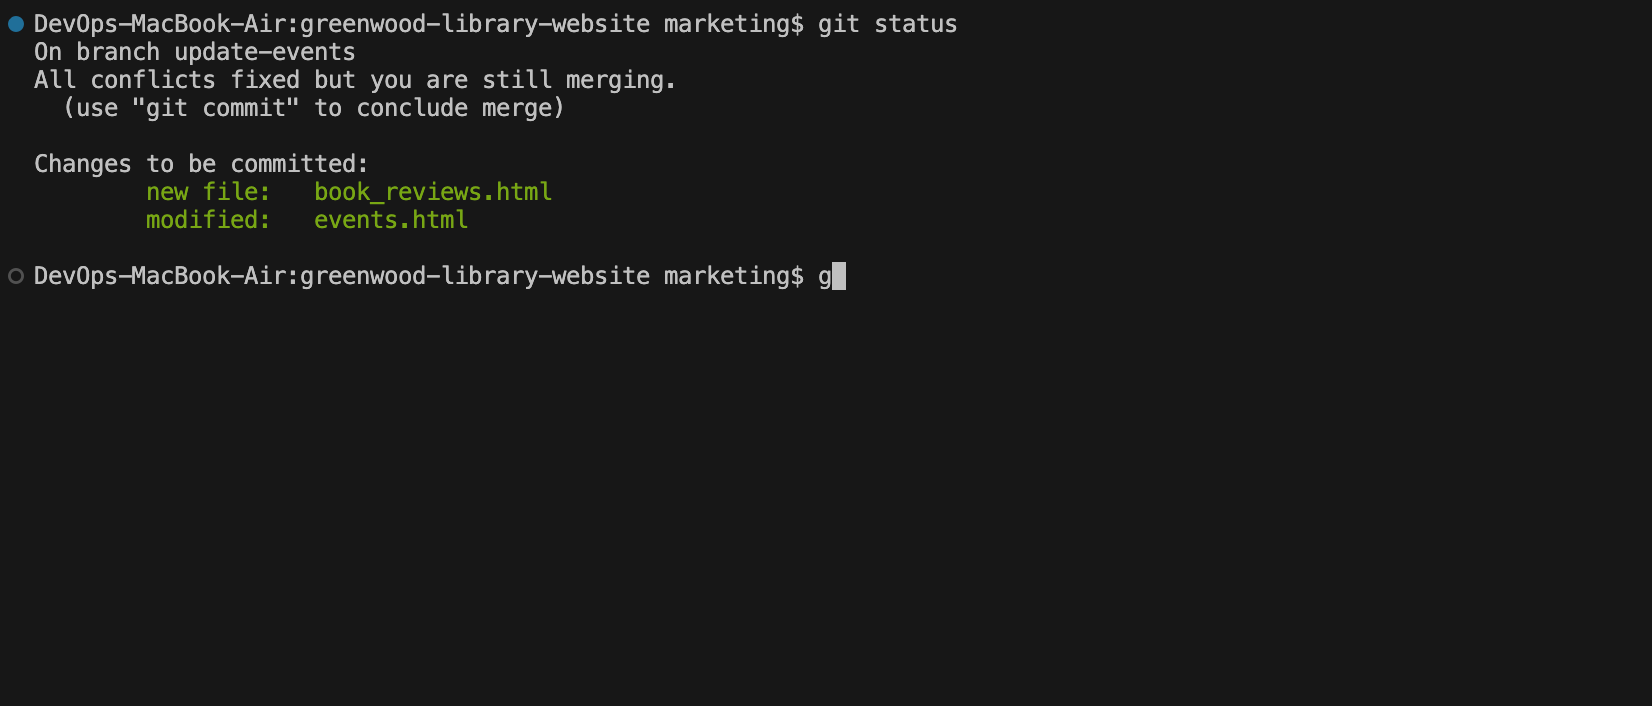 DevOps-MacBook-Air:greenwood-library-website marketing$ git status
On branch update-events
All conflicts fixed but you are still merging.
  (use "git commit" to conclude merge)

Changes to be committed:
        new file:   book_reviews.html
        modified:   events.html

DevOps-MacBook-Air:greenwood-library-website marketing$ g